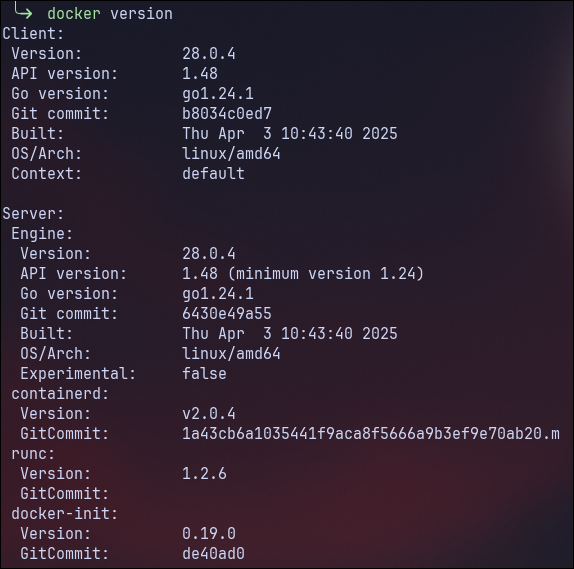 ╰─→ docker version
Client:
 Version:           28.0.4
 API version:       1.48
 Go version:        go1.24.1
 Git commit:        b8034c0ed7
 Built:             Thu Apr  3 10:43:40 2025
 OS/Arch:           linux/amd64
 Context:           default

Server:
 Engine:
  Version:          28.0.4
  API version:      1.48 (minimum version 1.24)
  Go version:       go1.24.1
  Git commit:       6430e49a55
  Built:            Thu Apr  3 10:43:40 2025
  OS/Arch:          linux/amd64
  Experimental:     false
 containerd:
  Version:          v2.0.4
  GitCommit:        1a43cb6a1035441f9aca8f5666a9b3ef9e70ab20.m
 runc:
  Version:          1.2.6
  GitCommit:
 docker-init:
  Version:          0.19.0
  GitCommit:        de40ad0